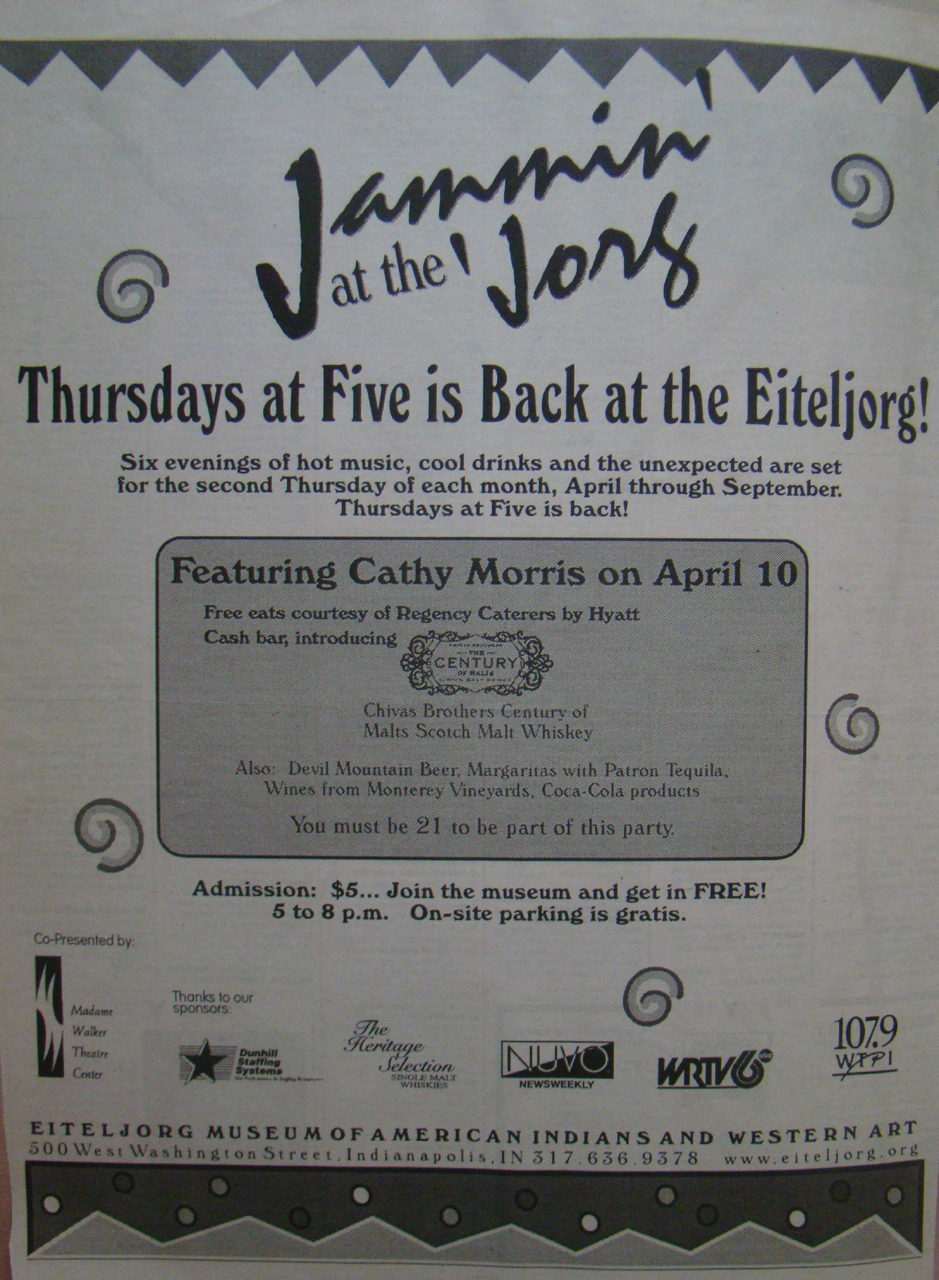 Jammin'
at the 'Jorg
Thursdays at Five is Back at the Eiteljorg!
Six evenings of hot music, cool drinks and the unexpected are set
for the second Thursday of each month, April through September.
Thursdays at Five is back!
Featuring Cathy Morris on April 10
Free eats courtesy of Regency Caterers by Hyatt
Cash bar, introducing
THE
CENTURY
OF MALTS
Chivas Brothers Century of
Malts Scotch Malt Whiskey
Also: Devil Mountain Beer, Margaritas with Patron Tequila,
Wines from Monterey Vineyards, Coca-Cola products
You must be 21 to be part of this party.
Admission: $5... Join the museum and get in FREE!
5 to 8 p.m. On-site parking is gratis.
Co-Presented by:
Madame
Walker
Theatre
Center
Thanks to our
sponsors:
Dunhill
Staffing
Systems
The
Heritage
Selection
SINGLE MALT
WHISKIES
NUVO
NEWSWEEKLY
WRTV6
107.9
WTPI
EITELJORG MUSEUM OF AMERICAN INDIANS AND WESTERN ART
500 West Washington Street, Indianapolis, IN 317.636.9378 www.eiteljorg.org